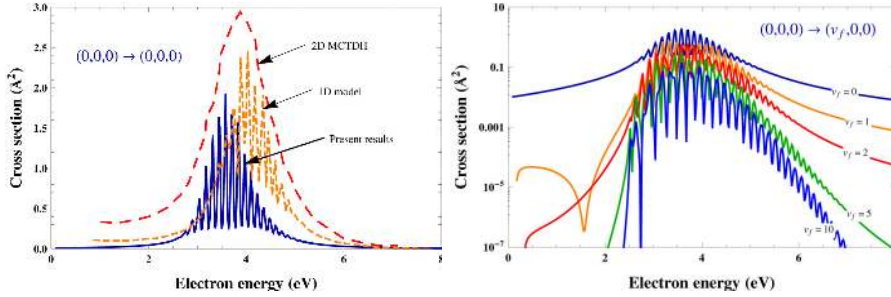 3.0
2.5
2.0
1.5
1.0
0.5
0.0
Cross section (Å²)
(0,0,0) → (0,0,0)
2D MCTDH
1D model
Present results
0 2 4 6 8
Electron energy (eV)
0.1
0.001
10⁻⁵
10⁻⁷
Cross section (Å²)
(0,0,0) → (v_f,0,0)
v_f = 0
v_f = 1
v_f = 2
v_f = 5
v_f = 10
0 2 4 6
Electron energy (eV)